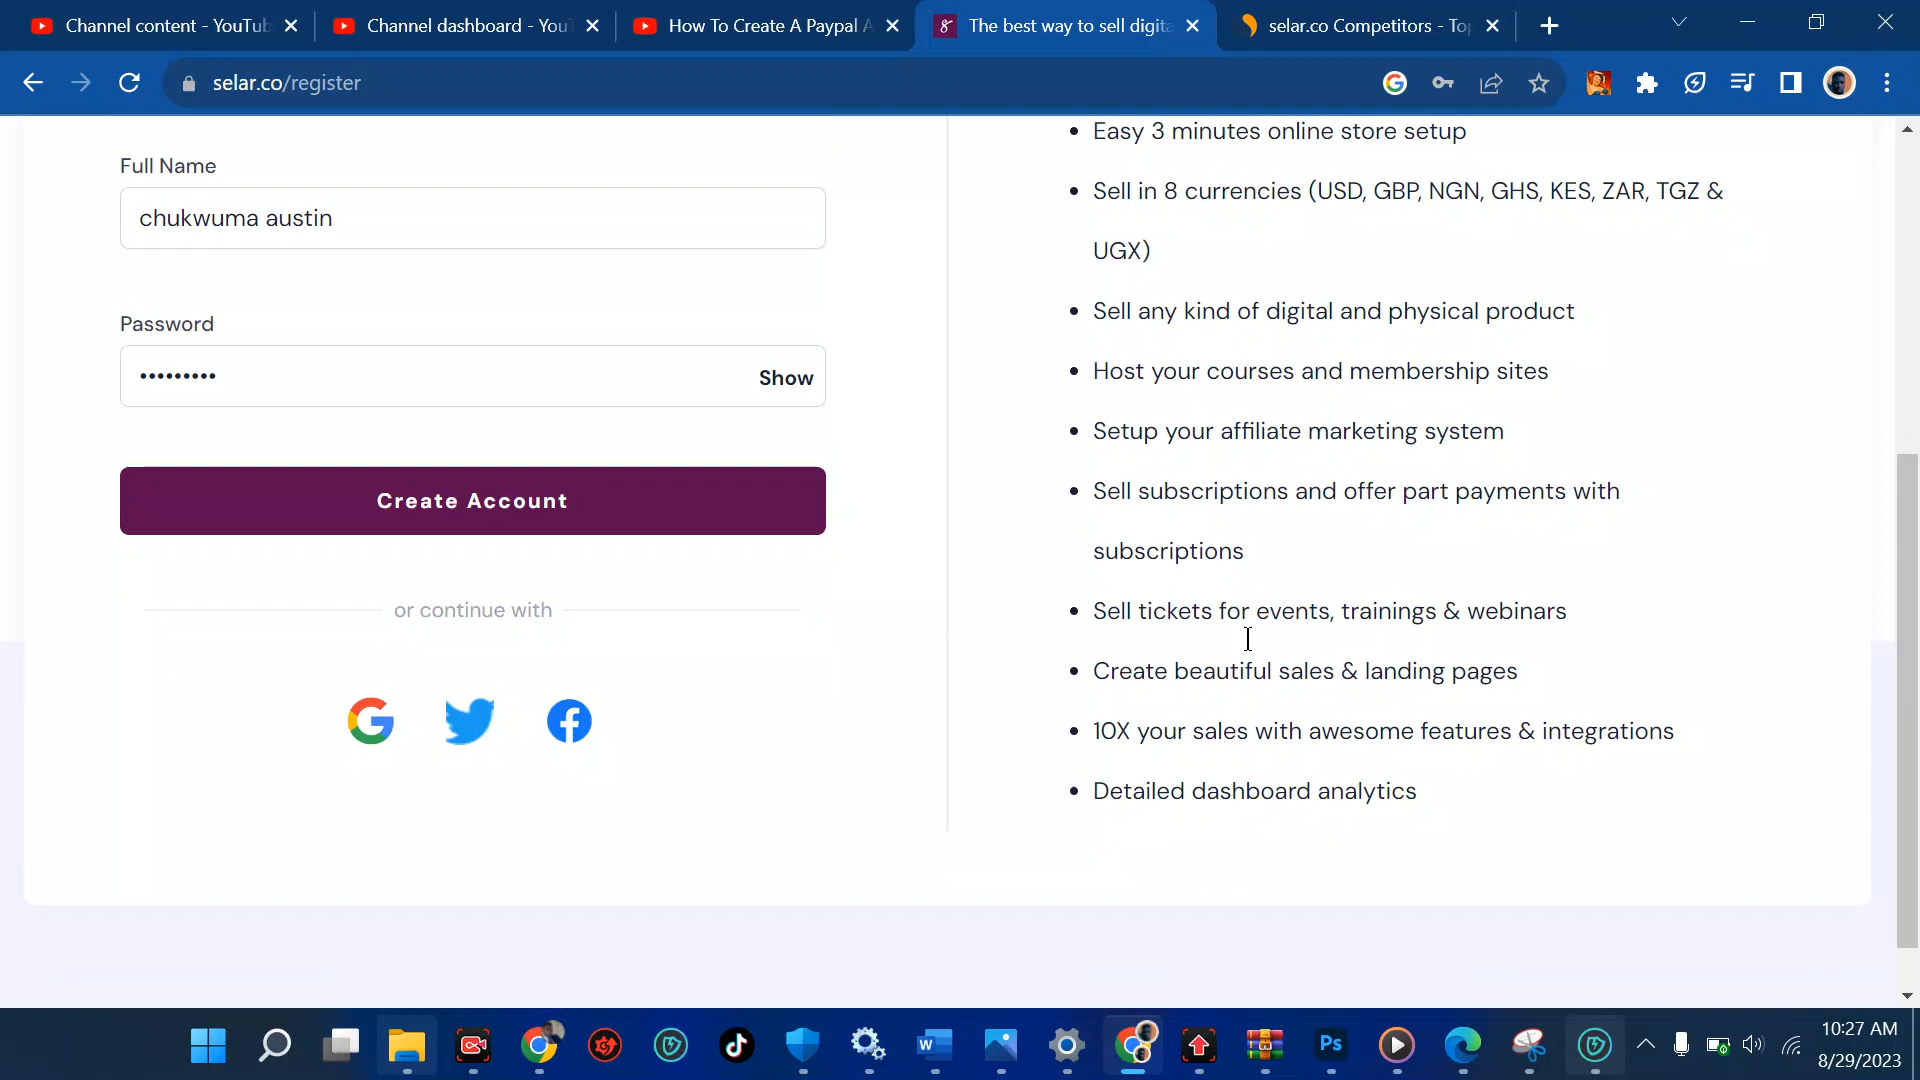 Channel content - YouTub
Channel dashboard - You
How To Create A Paypal A
The best way to sell digita
selar.co Competitors - To
selar.co/register
Full Name
chukwuma austin
Password
•••••••••
Show
Create Account
or continue with
• Easy 3 minutes online store setup
• Sell in 8 currencies (USD, GBP, NGN, GHS, KES, ZAR, TGZ &
UGX)
• Sell any kind of digital and physical product
• Host your courses and membership sites
• Setup your affiliate marketing system
• Sell subscriptions and offer part payments with
subscriptions
• Sell tickets for events, trainings & webinars
• Create beautiful sales & landing pages
• 10X your sales with awesome features & integrations
• Detailed dashboard analytics
10:27 AM
8/29/2023